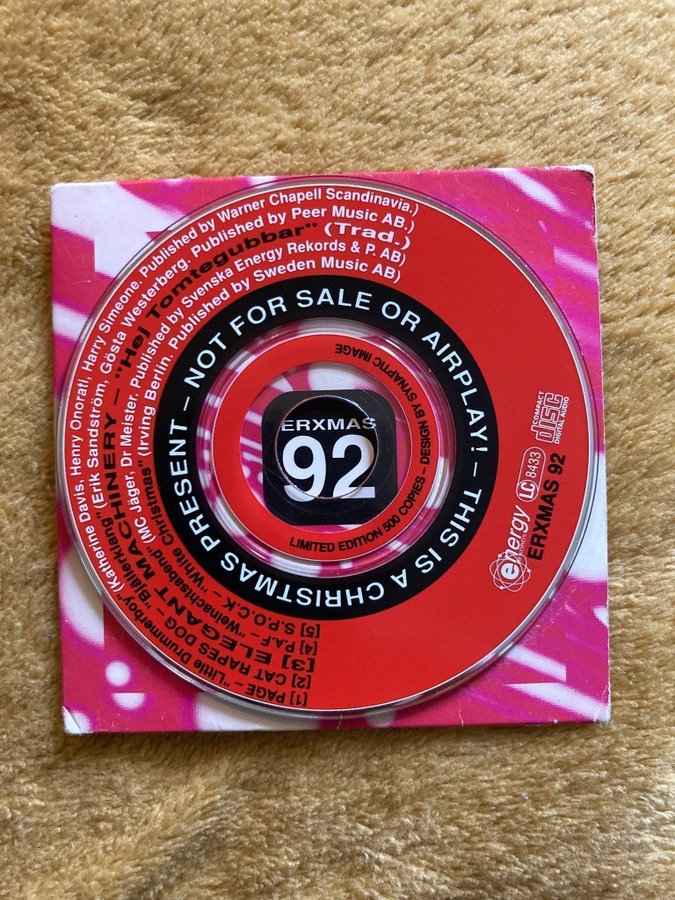 [1] PAGE – "Little Drummerboy" (Katherine Davis, Henry Onorati, Harry Simeone. Published by Warner Chapell Scandinavia.)
[2] CAT RAPES DOG – "Bjällerklang" (Erik Sandström, Gösta Westerberg. Published by Peer Music AB.)
[3] ELEGANT MACHINERY – "Hej Tomtegubbar" (Trad.)
[4] P.A.F – "Weinachtsabend" (MC Jäger, Dr Meister. Published by Svenska Energy Rekords & P. AB)
[5] S.P.O.C.K – "White Christmas" (Irving Berlin. Published by Sweden Music AB)
THIS IS A CHRISTMAS PRESENT – NOT FOR SALE OR AIRPLAY! –
LIMITED EDITION 500 COPIES – DESIGN BY SYNAPTIC IMAGE
ERXMAS
92
COMPACT
disc
DIGITAL AUDIO
energy
LC 8433
ERXMAS 92